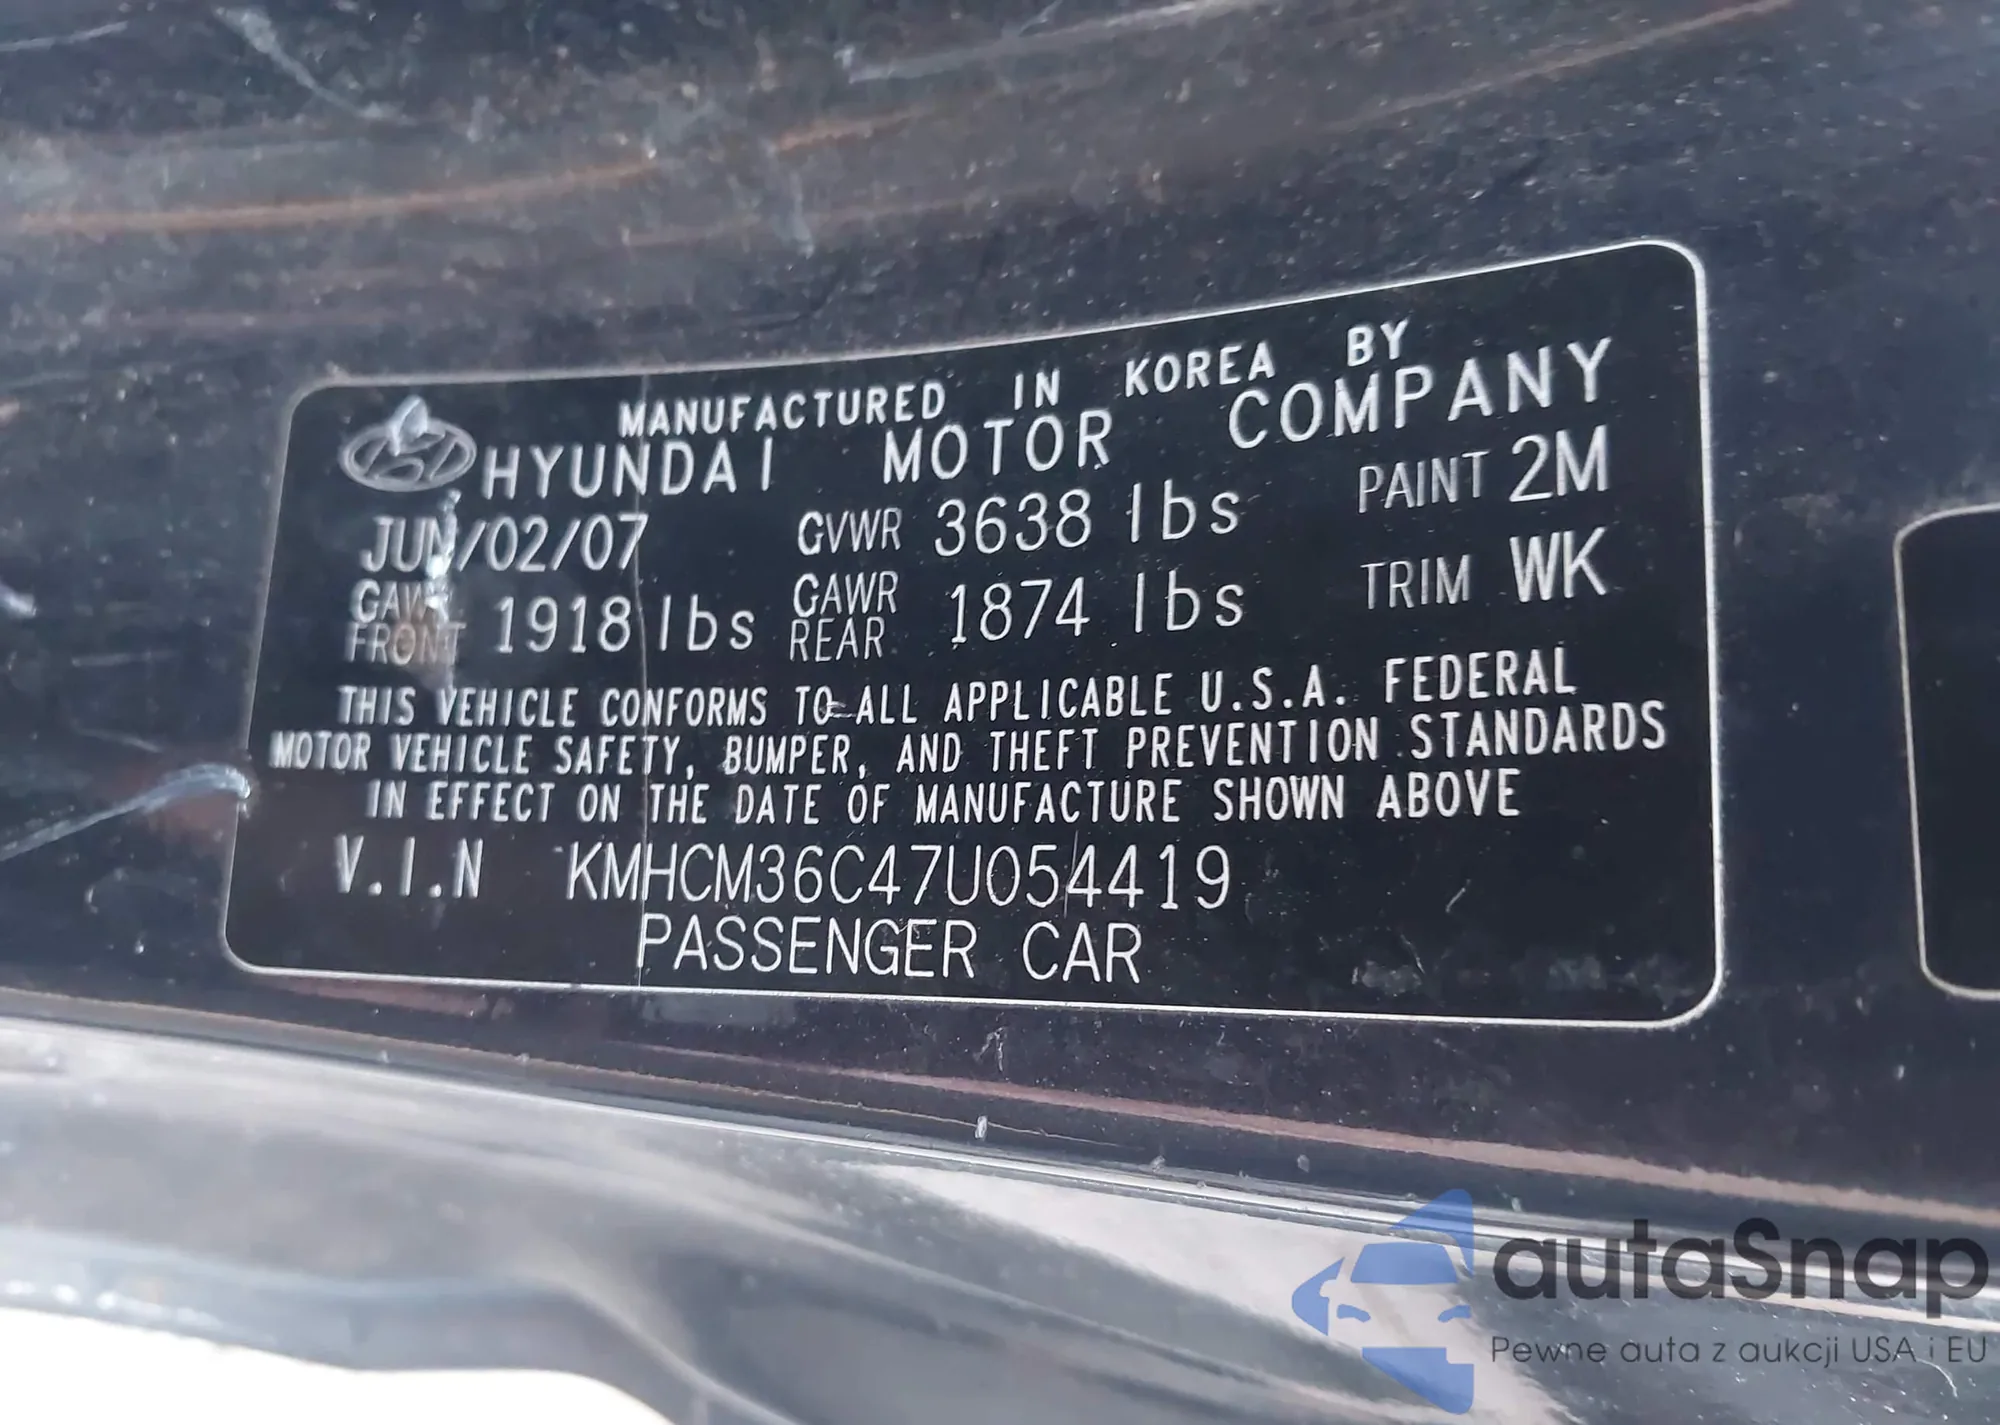 MANUFACTURED IN KOREA BY
HYUNDAI MOTOR COMPANY
JUN/02/07 GVWR 3638 lbs PAINT 2M
GAWR FRONT 1918 lbs GAWR REAR 1874 lbs TRIM WK
THIS VEHICLE CONFORMS TO ALL APPLICABLE U.S.A. FEDERAL
MOTOR VEHICLE SAFETY, BUMPER, AND THEFT PREVENTION STANDARDS
IN EFFECT ON THE DATE OF MANUFACTURE SHOWN ABOVE
V.I.N KMHCM36C47U054419
PASSENGER CAR
autaSnap
Pewne auta z aukcji USA i EU